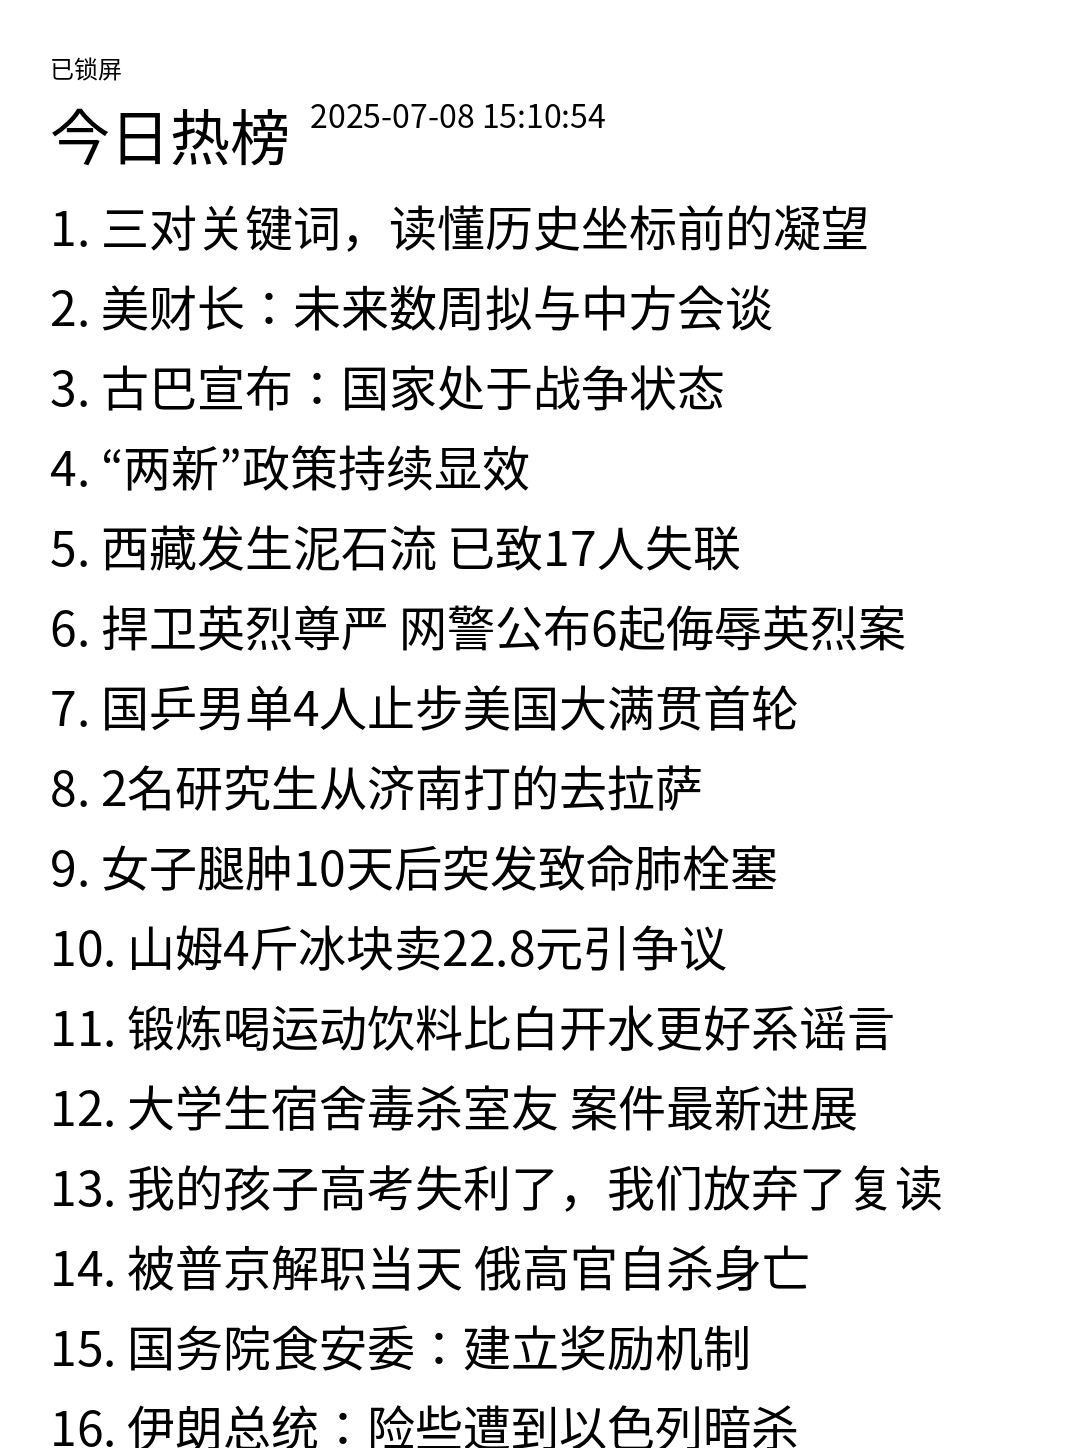 已锁屏
今日热榜 2025-07-08 15:10:54
1. 三对关键词，读懂历史坐标前的凝望
2. 美财长：未来数周拟与中方会谈
3. 古巴宣布：国家处于战争状态
4. “两新”政策持续显效
5. 西藏发生泥石流 已致17人失联
6. 捍卫英烈尊严 网警公布6起侮辱英烈案
7. 国乒男单4人止步美国大满贯首轮
8. 2名研究生从济南打的去拉萨
9. 女子腿肿10天后突发致命肺栓塞
10. 山姆4斤冰块卖22.8元引争议
11. 锻炼喝运动饮料比白开水更好系谣言
12. 大学生宿舍毒杀室友 案件最新进展
13. 我的孩子高考失利了，我们放弃了复读
14. 被普京解职当天 俄高官自杀身亡
15. 国务院食安委：建立奖励机制
16. 伊朗总统：险些遭到以色列暗杀